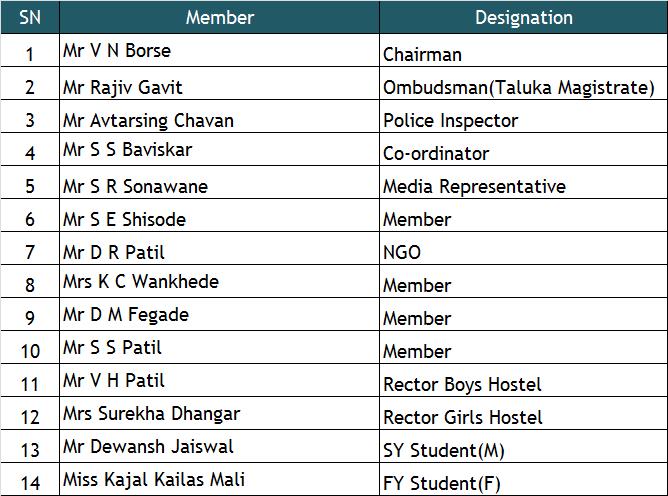 SN Member Designation
1 Mr V N Borse Chairman
2 Mr Rajiv Gavit Ombudsman(Taluka Magistrate)
3 Mr Avtarsing Chavan Police Inspector
4 Mr S S Baviskar Co-ordinator
5 Mr S R Sonawane Media Representative
6 Mr S E Shisode Member
7 Mr D R Patil NGO
8 Mrs K C Wankhede Member
9 Mr D M Fegade Member
10 Mr S S Patil Member
11 Mr V H Patil Rector Boys Hostel
12 Mrs Surekha Dhangar Rector Girls Hostel
13 Mr Dewansh Jaiswal SY Student(M)
14 Miss Kajal Kailas Mali FY Student(F)